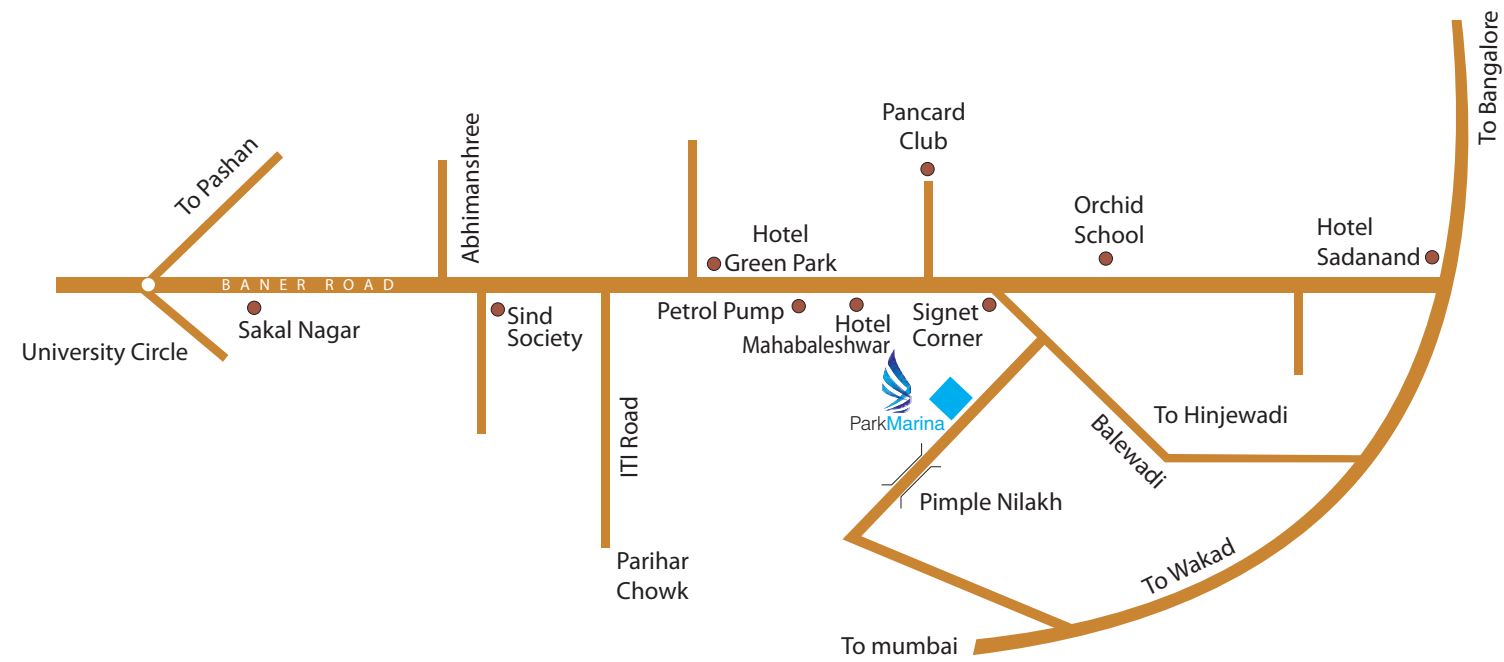 To Bangalore
Pancard
Club
Abhimanshree
To Pashan
Orchid
School
Hotel
Sadanand
Hotel
Green Park
BANER ROAD
Sakal Nagar
University Circle
Sind
Society
Petrol Pump
Hotel
Mahabaleshwar
Signet
Corner
ParkMarina
To Hinjewadi
Balewadi
ITI Road
Pimple Nilakh
Parihar
Chowk
To Wakad
To mumbai